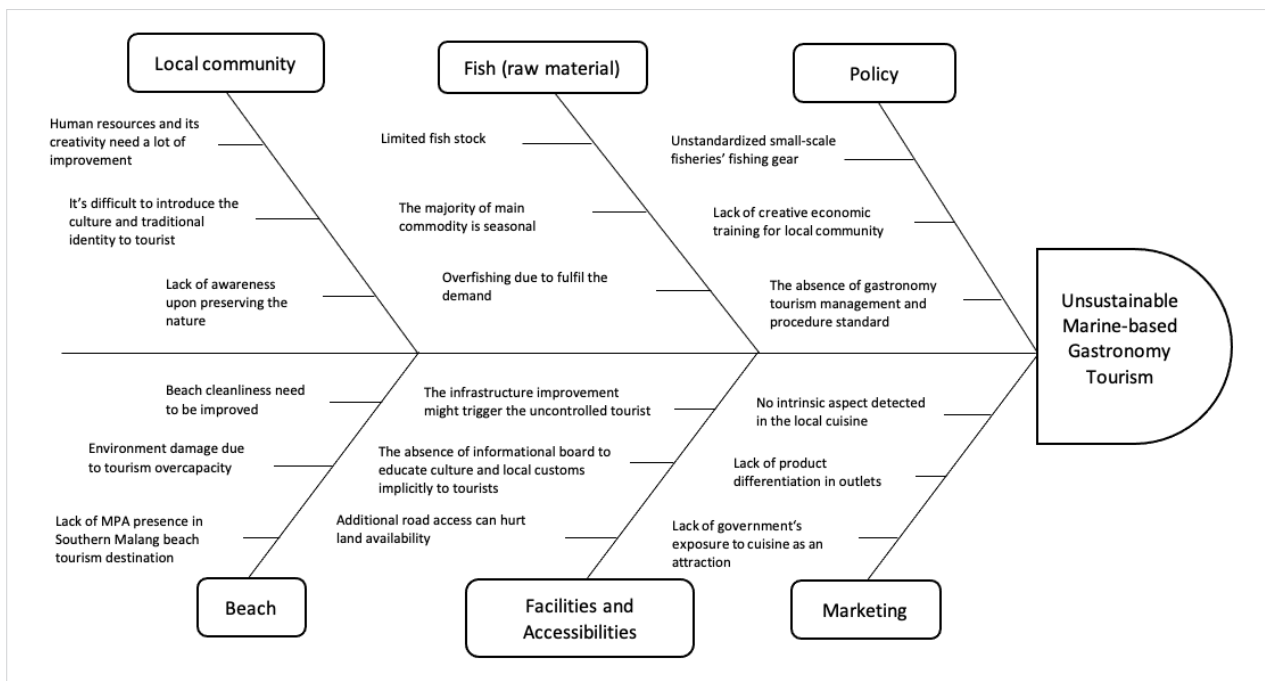 Local community
Human resources and its
creativity need a lot of
improvement
It's difficult to introduce the
culture and traditional
identity to tourist
Lack of awareness
upon preserving the
nature
Fish (raw material)
Limited fish stock
The majority of main
commodity is seasonal
Overfishing due to fulfil the
demand
Policy
Unstandardized small-scale
fisheries' fishing gear
Lack of creative economic
training for local community
The absence of gastronomy
tourism management and
procedure standard
Unsustainable
Marine-based
Gastronomy
Tourism
Beach cleanliness need
to be improved
Environment damage due
to tourism overcapacity
Lack of MPA presence in
Southern Malang beach
tourism destination
Beach
The infrastructure improvement
might trigger the uncontrolled tourist
The absence of informational board to
educate culture and local customs
implicitly to tourists
Additional road access can hurt
land availability
Facilities and
Accessibilities
No intrinsic aspect detected
in the local cuisine
Lack of product
differentiation in outlets
Lack of government's
exposure to cuisine as an
attraction
Marketing